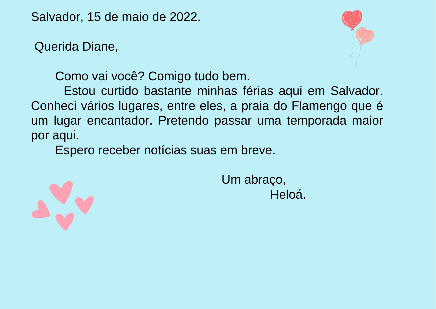 Salvador, 15 de maio de 2022.
Querida Diane,
Como vai você? Comigo tudo bem.
Estou curtido bastante minhas férias aqui em Salvador.
Conheci vários lugares, entre eles, a praia do Flamengo que é
um lugar encantador. Pretendo passar uma temporada maior
por aqui.
Espero receber notícias suas em breve.
Um abraço,
Heloá.